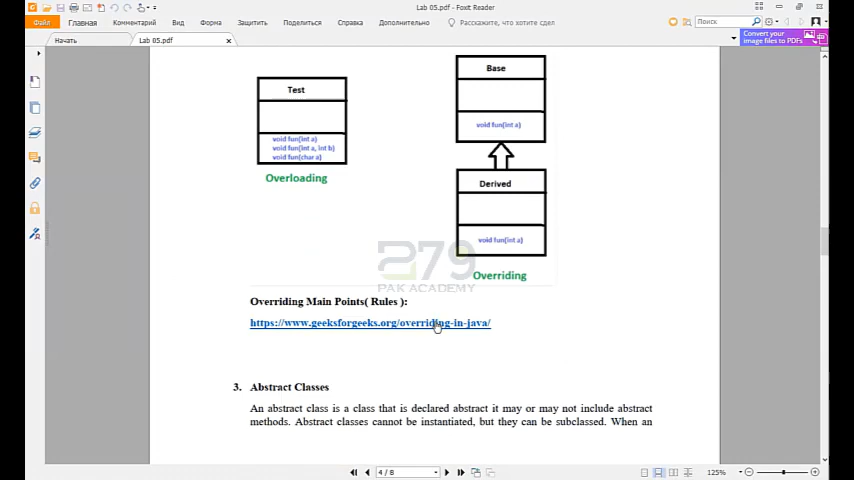 Lab 05.pdf - Foxit Reader
Файл Главная Комментарий Вид Форма Защитить Поделиться Справка Дополнительно Расскажите, что хотите сдел Поиск
Начать Lab 05.pdf
Convert your
image files to PDFs
Test
void fun(int a)
void fun(int a, int b)
void fun(char a)
Overloading
Base
void fun(int a)
Derived
void fun(int a)
Overriding
279
PAK ACADEMY
Overriding Main Points( Rules ):
https://www.geeksforgeeks.org/overriding-in-java/
3. Abstract Classes
An abstract class is a class that is declared abstract it may or may not include abstract
methods. Abstract classes cannot be instantiated, but they can be subclassed. When an
4 / 8
125%